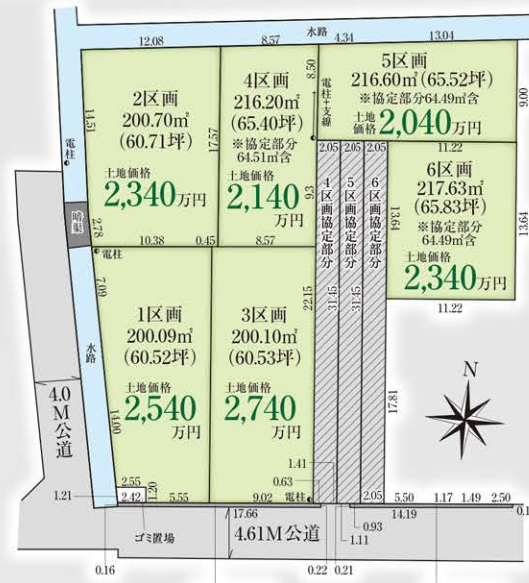 水路
12.08
8.57
4.34
13.04
2区画
200.70㎡
(60.71坪)
土地価格
2,340万円
14.51
17.57
電柱
暗渠
2.78
10.38
0.45
8.57
電柱
4区画
216.20㎡
(65.40坪)
※協定部分
64.51㎡含
土地価格
2,140
万円
8.50
9.3
電柱+支線
5区画
216.60㎡(65.52坪)
※協定部分64.49㎡含
土地価格 2,040万円
9.00
2.05
2.05
2.05
11.22
4区画協定部分
5区画協定部分
6区画協定部分
31.45
31.45
13.64
6区画
217.63㎡
(65.83坪)
※協定部分
64.49㎡含
土地価格
2,340万円
13.64
11.22
7.09
水路
14.00
1区画
200.09㎡
(60.52坪)
土地価格
2,540
万円
3区画
200.10㎡
(60.53坪)
土地価格
2,740
万円
22.15
17.81
N
4.0M公道
2.55
1.21
2.42
1.20
5.55
9.02
電柱
0.63
1.41
2.05
5.50
1.17
1.49
2.50
17.66
14.19
0.93
1.11
ゴミ置場
4.61M公道
0.16
0.22
0.21